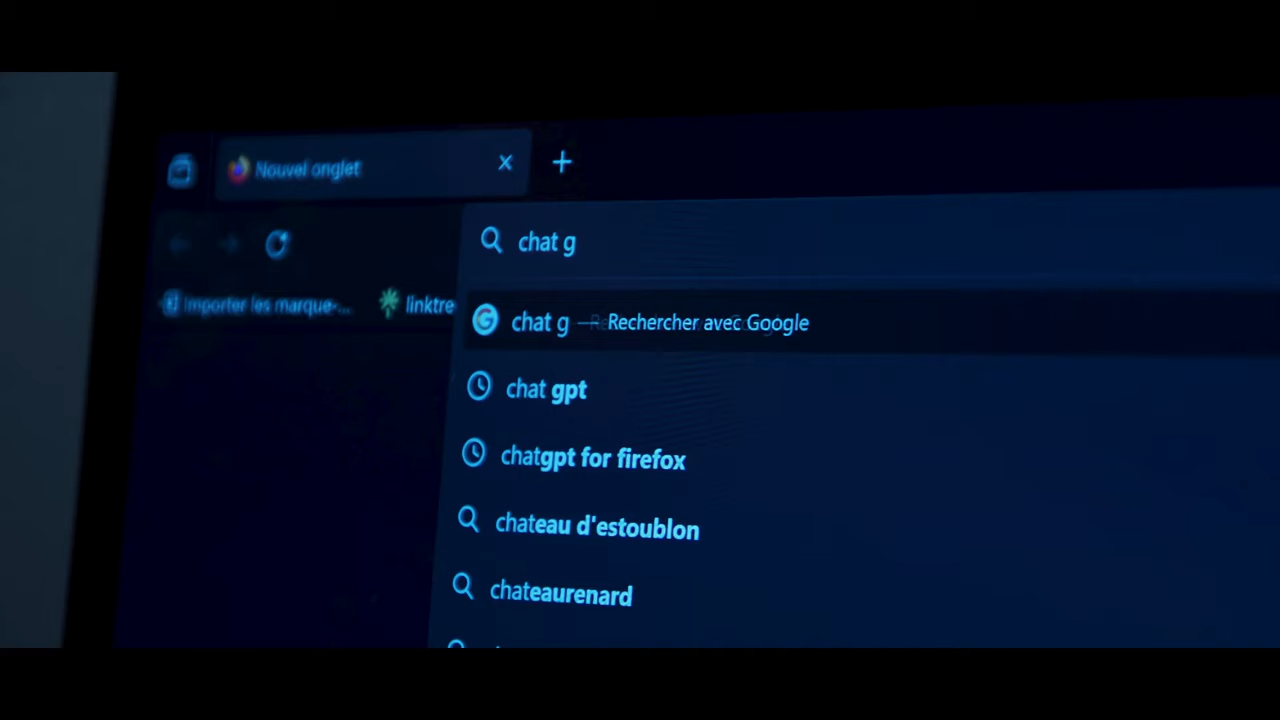 Nouvel onglet
chat g
Importer les marque-...
linktre
chat g — Rechercher avec Google
chat gpt
chatgpt for firefox
chateau d'estoublon
chateaurenard